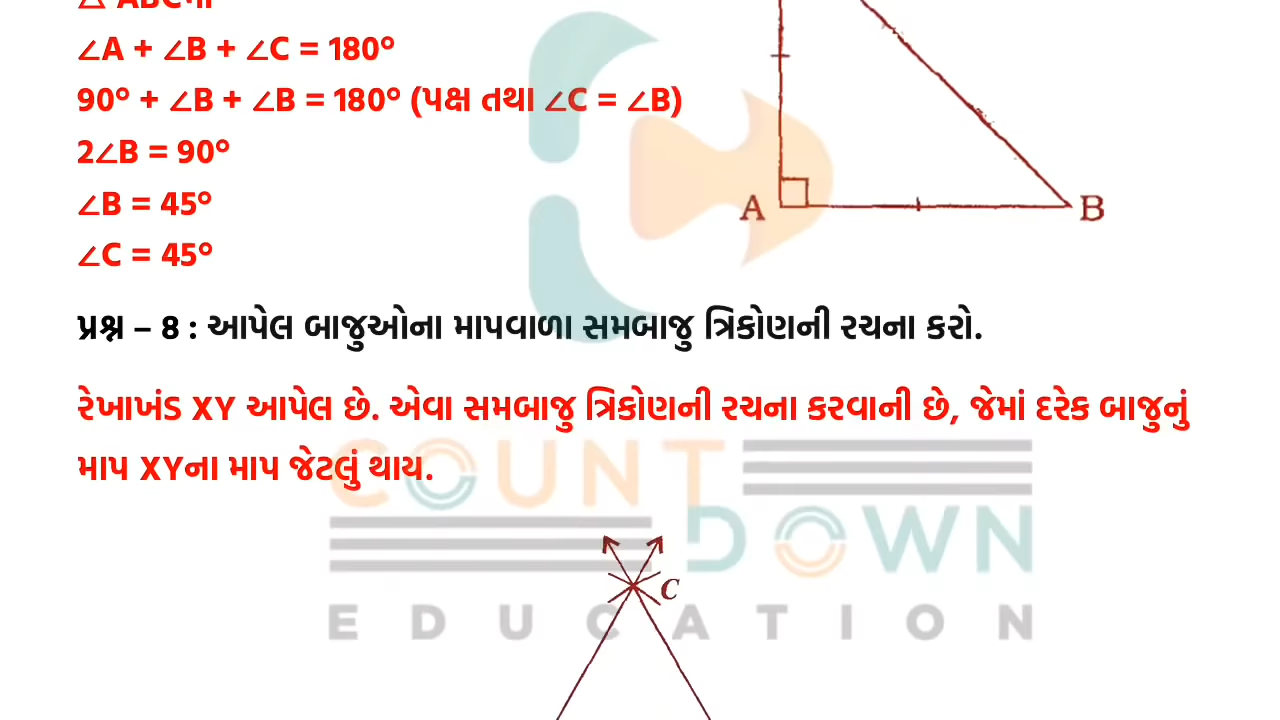 △ ABCના
∠A + ∠B + ∠C = 180°
90° + ∠B + ∠B = 180° (પક્ષ તથા ∠C = ∠B)
2∠B = 90°
∠B = 45°
∠C = 45°
A
B
પ્રશ્ન – 8 : આપેલ બાજુઓના માપવાળા સમબાજુ ત્રિકોણની રચના કરો.
રેખાખંડ XY આપેલ છે. એવા સમબાજુ ત્રિકોણની રચના કરવાની છે, જેમાં દરેક બાજુનું
માપ XYના માપ જેટલું થાય.
COUNT
DOWN
EDUCATION
C